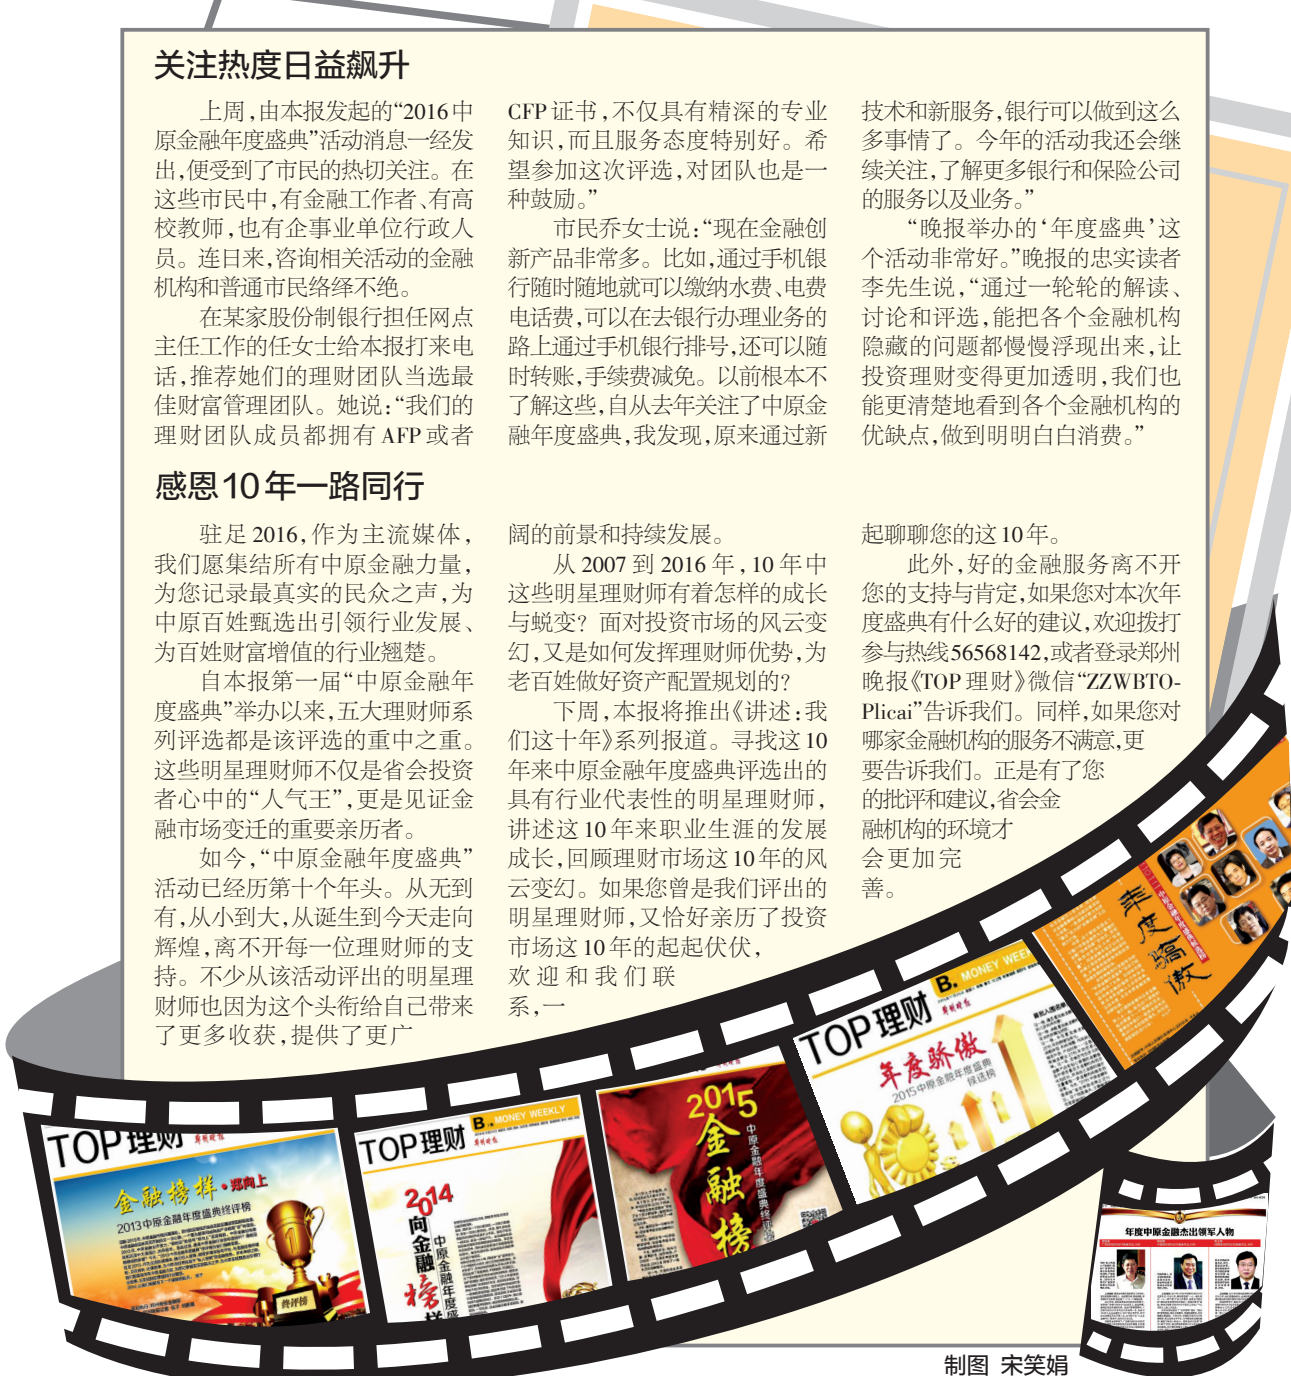 关注热度日益飙升
上周,由本报发起的“2016中
原金融年度盛典”活动消息一经发
出,便受到了市民的热切关注。在
这些市民中,有金融工作者、有高
校教师,也有企事业单位行政人
员。连日来,咨询相关活动的金融
机构和普通市民络绎不绝。
在某家股份制银行担任网点
主任工作的任女士给本报打来电
话,推荐她们的理财团队当选最
佳财富管理团队。她说:“我们的
理财团队成员都拥有AFP或者
CFP证书,不仅具有精深的专业
知识,而且服务态度特别好。希
望参加这次评选,对团队也是一
种鼓励。”
市民乔女士说:“现在金融创
新产品非常多。比如,通过手机银
行随时随地就可以缴纳水费、电费
电话费,可以在去银行办理业务的
路上通过手机银行排号,还可以随
时转账,手续费减免。以前根本不
了解这些,自从去年关注了中原金
融年度盛典,我发现,原来通过新
技术和新服务,银行可以做到这么
多事情了。今年的活动我还会继
续关注,了解更多银行和保险公司
的服务以及业务。”
“晚报举办的‘年度盛典’这
个活动非常好。”晚报的忠实读者
李先生说,“通过一轮轮的解读、
讨论和评选,能把各个金融机构
隐藏的问题都慢慢浮现出来,让
投资理财变得更加透明,我们也
能更清楚地看到各个金融机构的
优缺点,做到明明白白消费。”
感恩10年一路同行
驻足2016,作为主流媒体,
我们愿集结所有中原金融力量,
为您记录最真实的民众之声,为
中原百姓甄选出引领行业发展、
为百姓财富增值的行业翘楚。
自本报第一届“中原金融年
度盛典”举办以来,五大理财师系
列评选都是该评选的重中之重。
这些明星理财师不仅是省会投资
者心中的“人气王”,更是见证金
融市场变迁的重要亲历者。
如今,“中原金融年度盛典”
活动已经历第十个年头。从无到
有,从小到大,从诞生到今天走向
辉煌,离不开每一位理财师的支
持。不少从该活动评出的明星理
财师也因为这个头衔给自己带来
了更多收获,提供了更广
阔的前景和持续发展。
从2007到2016年,10年中
这些明星理财师有着怎样的成长
与蜕变？面对投资市场的风云变
幻,又是如何发挥理财师优势,为
老百姓做好资产配置规划的？
下周,本报将推出《讲述:我
们这十年》系列报道。寻找这10
年来中原金融年度盛典评选出的
具有行业代表性的明星理财师,
讲述这10年来职业生涯的发展
成长,回顾理财市场这10年的风
云变幻。如果您曾是我们评出的
明星理财师,又恰好亲历了投资
市场这10年的起起伏伏,
欢迎和我们联
系,一
起聊聊您的这10年。
此外,好的金融服务离不开
您的支持与肯定,如果您对本次年
度盛典有什么好的建议,欢迎拨打
参与热线56568142,或者登录郑州
晚报《TOP理财》微信“ZZWBTO-
Plicai”告诉我们。同样,如果您对
哪家金融机构的服务不满意,更
要告诉我们。正是有了您
的批评和建议,省会金
融机构的环境才
会更加完
善。
TOP理财
金融榜样·郑向上
2013中原金融年度盛典终评榜
终评榜
TOP理财
B. MONEY WEEKLY
2014
向金融榜样
中原金融年度盛
2015
金融榜
中原金融年度盛典终评
TOP理财
B. MONEY WEEKLY
年度骄傲
2015中原金融年度盛典
候选榜
年度骄傲
年度中原金融杰出领军人物
制图 宋笑娟